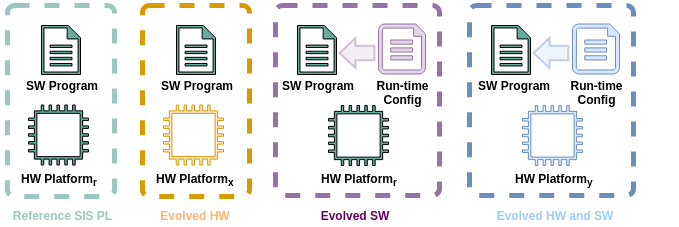 SW Program
HW Platformr
Reference SIS PL
SW Program
HW Platformx
Evolved HW
SW Program
Run-time
Config
HW Platformr
Evolved SW
SW Program
Run-time
Config
HW Platformy
Evolved HW and SW